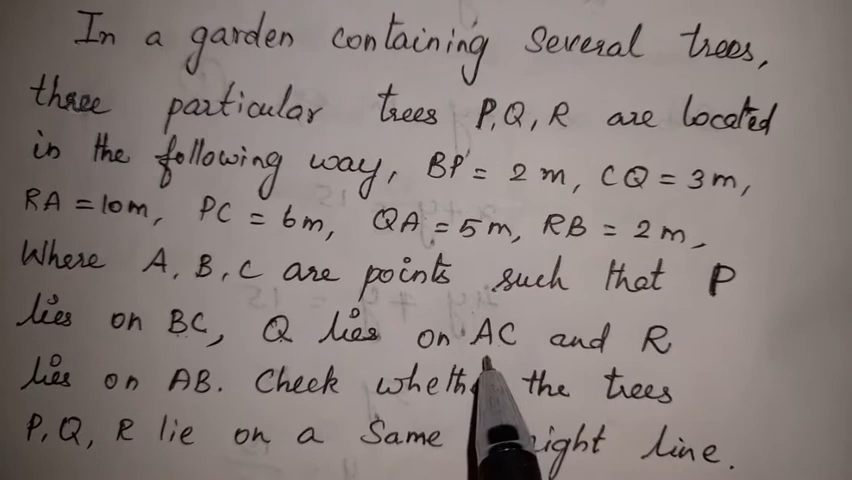 In a garden containing several trees,
three particular trees P, Q, R are located
in the following way, BP = 2 m, CQ = 3m,
RA = 10m, PC = 6m, QA = 5m, RB = 2m,
Where A, B, C are points such that P
lies on BC, Q lies on AC and R
lies on AB. Check wheth the trees
P, Q, R lie on a Same ight line.